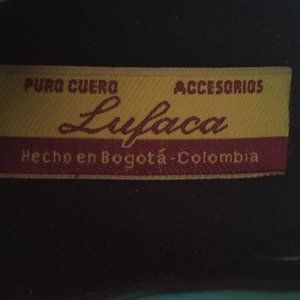 PURO CUERO ACCESORIOS
Lufaca
Hecho en Bogotá-Colombia